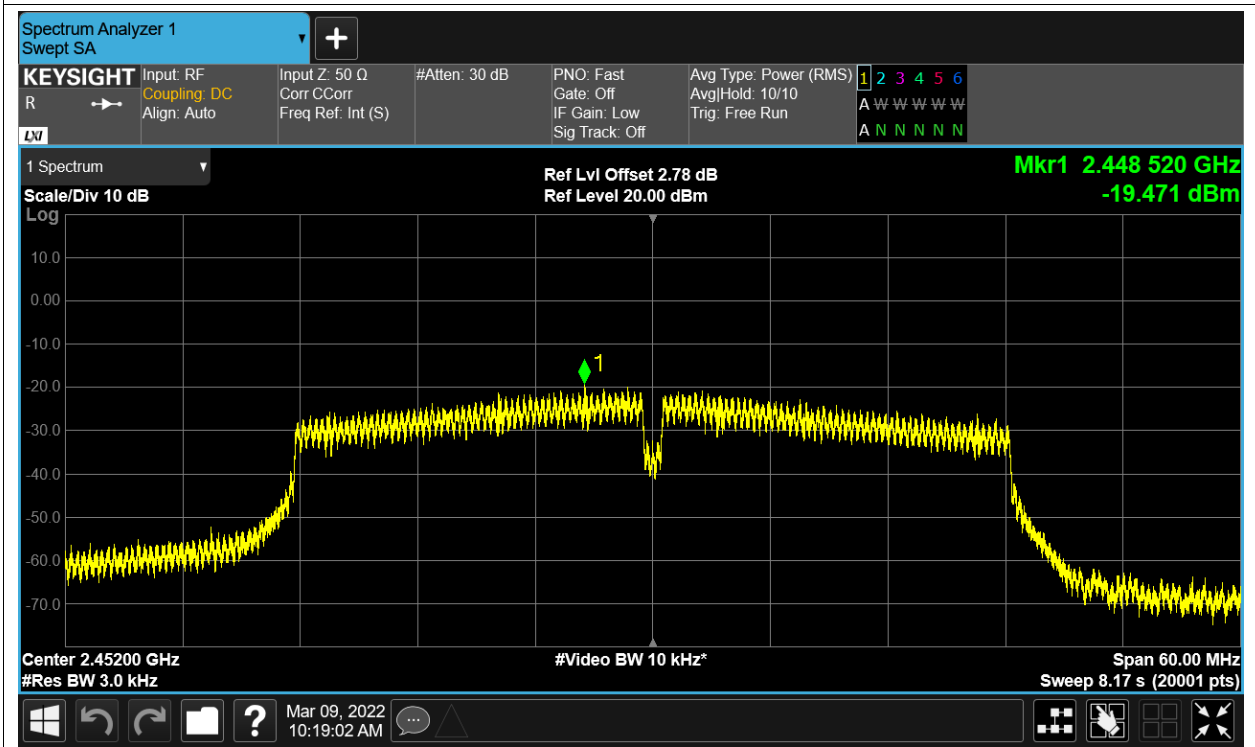 Spectrum Analyzer 1
Swept SA
+
KEYSIGHT Input: RF Input Z: 50 Ω #Atten: 30 dB PNO: Fast Avg Type: Power (RMS) 1 2 3 4 5 6
R Coupling: DC Corr CCorr Gate: Off Avg|Hold: 10/10 A W W W W W
Align: Auto Freq Ref: Int (S) IF Gain: Low Trig: Free Run
LXI Sig Track: Off A N N N N N
1 Spectrum Ref Lvl Offset 2.78 dB Mkr1 2.448 520 GHz
Scale/Div 10 dB Ref Level 20.00 dBm -19.471 dBm
Log
10.0
0.00
-10.0
1
-20.0
-30.0
-40.0
-50.0
-60.0
-70.0
Center 2.45200 GHz #Video BW 10 kHz* Span 60.00 MHz
#Res BW 3.0 kHz Sweep 8.17 s (20001 pts)
? Mar 09, 2022
10:19:02 AM